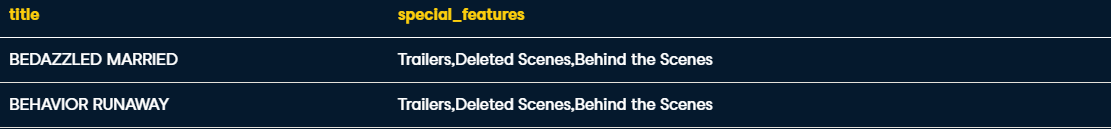 title special_features
BEDAZZLED MARRIED Trailers,Deleted Scenes,Behind the Scenes
BEHAVIOR RUNAWAY Trailers,Deleted Scenes,Behind the Scenes